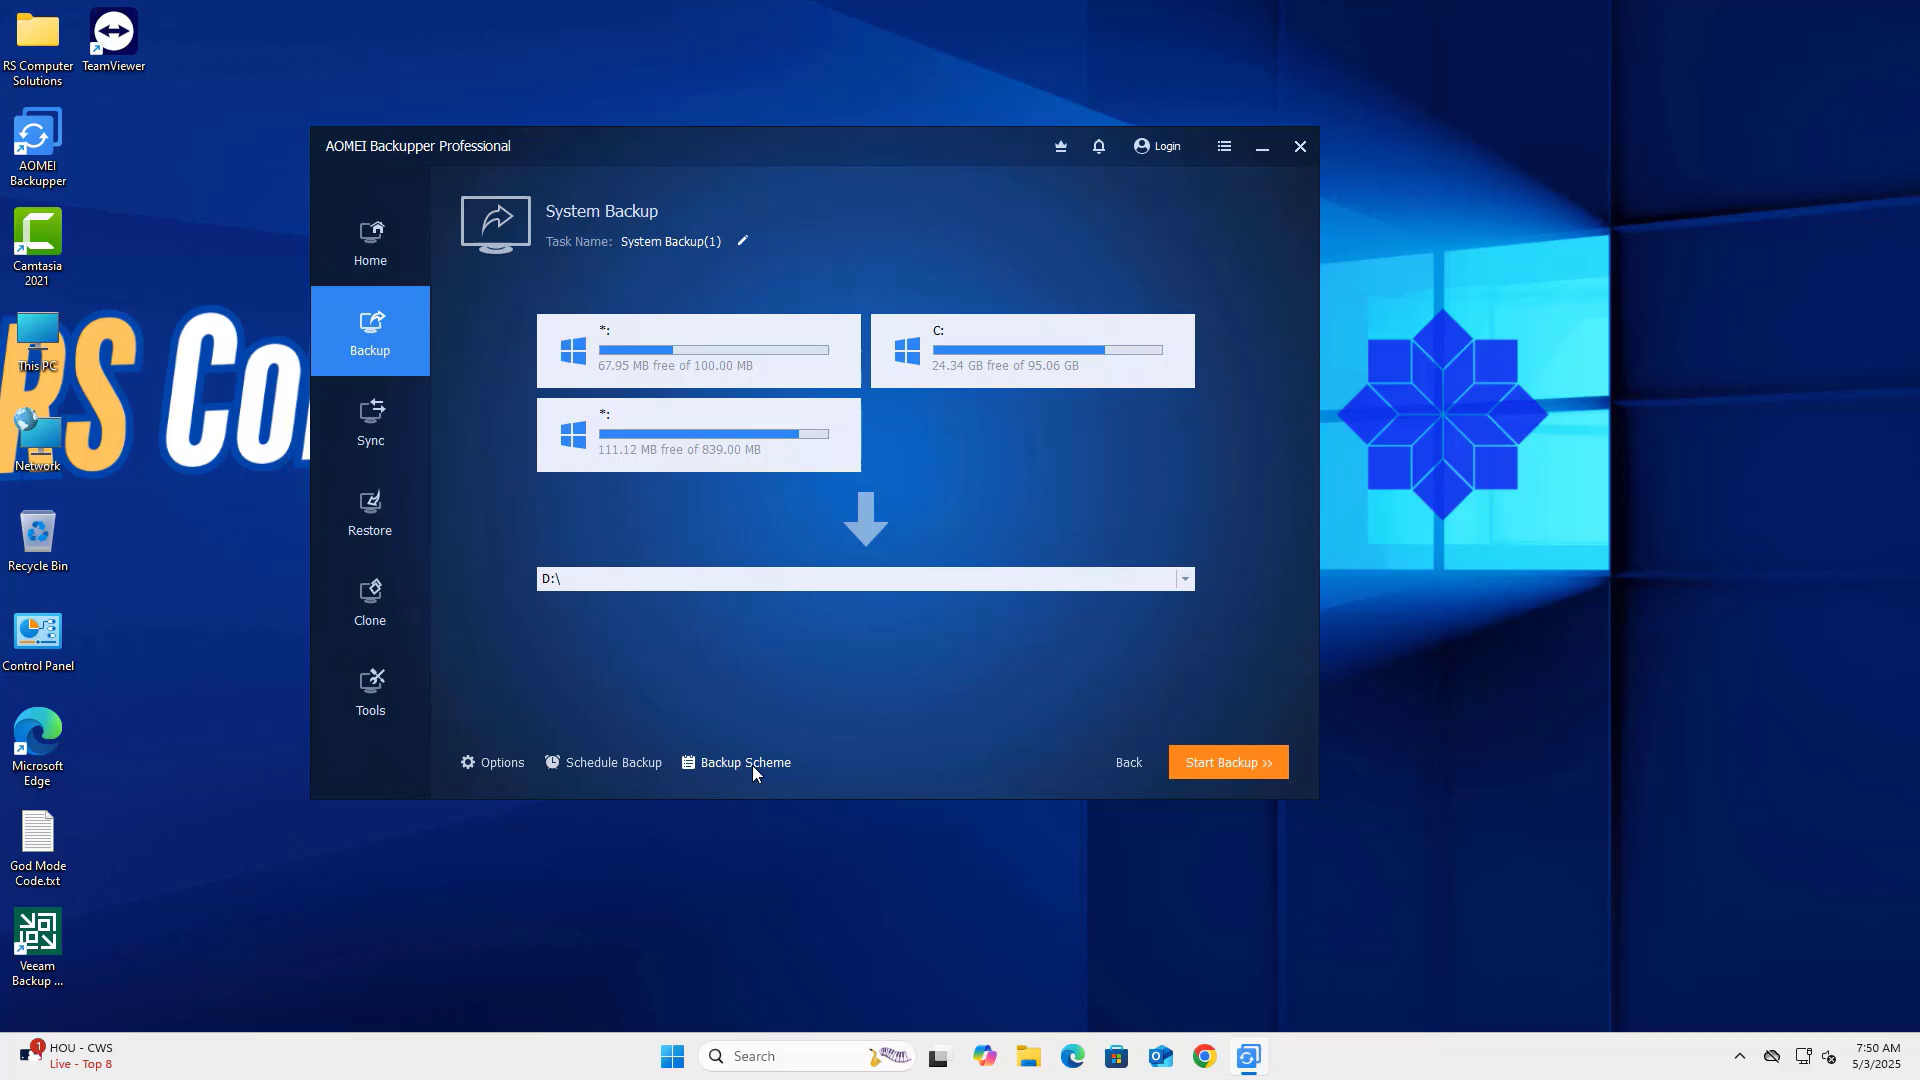 RS Computer
Solutions
TeamViewer
AOMEI
Backupper
Camtasia
2021
This PC
Network
Recycle Bin
Control Panel
Microsoft
Edge
God Mode
Code.txt
Veeam
Backup ...
RS Co
AOMEI Backupper Professional
Login
Home
Backup
Sync
Restore
Clone
Tools
System Backup
Task Name: System Backup(1)
*:
67.95 MB free of 100.00 MB
C:
24.34 GB free of 95.06 GB
*:
111.12 MB free of 839.00 MB
D:\
Options
Schedule Backup
Backup Scheme
Back
Start Backup >>
1
HOU - CWS
Live - Top 8
Search
7:50 AM
5/3/2025